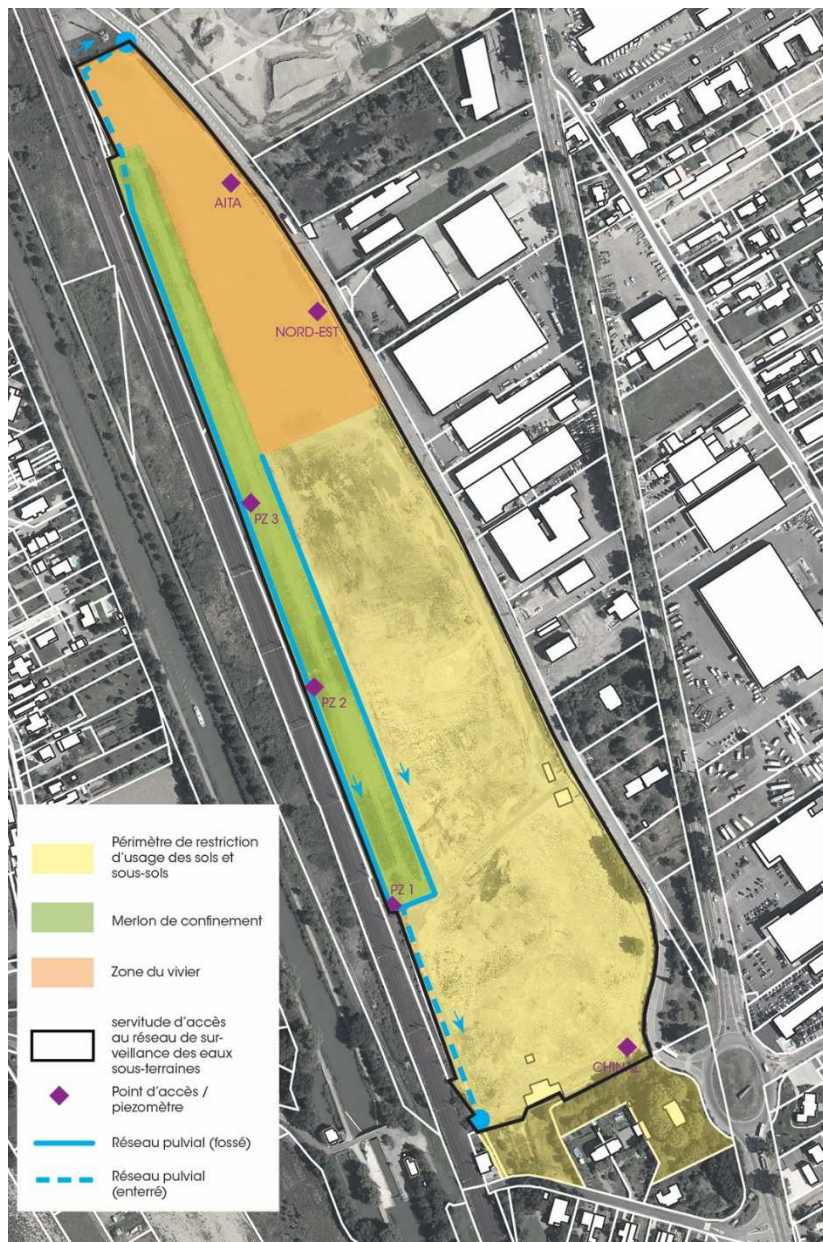 AITA
NORD-EST
PZ 3
PZ 2
PZ 1
Périmètre de restriction
d'usage des sols et
sous-sols
Merlon de confinement
Zone du vivier
servitude d'accès
au réseau de sur-
veillance des eaux
sous-terraines
Point d'accès /
piezomètre
Réseau pulvial (fossé)
Réseau pulvial
(enterré)